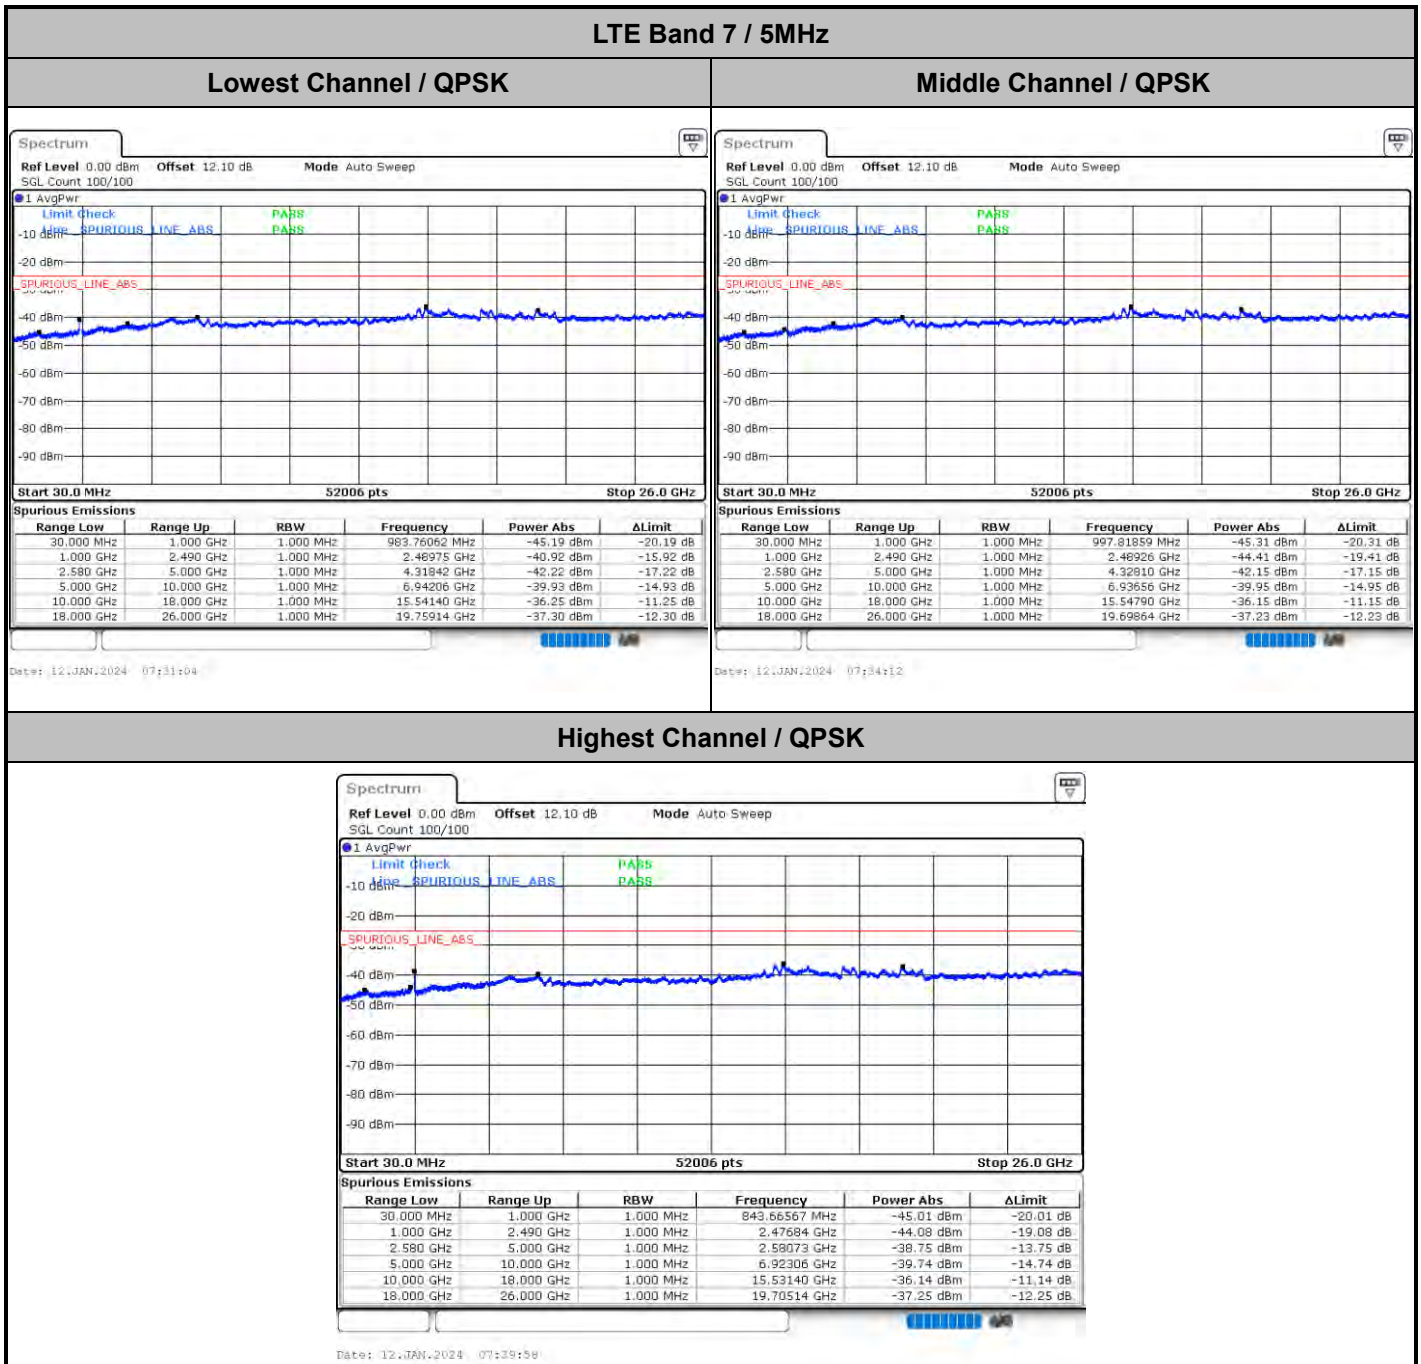 LTE Band 7 / 5MHz
Lowest Channel / QPSK
Middle Channel / QPSK
Spectrum
Ref Level 0.00 dBm Offset 12.10 dB Mode Auto Sweep
SGL Count 100/100
1 AvgPwr
Limit Check PASS
-10 dBm Line _SPURIOUS_LINE_ABS_ PASS
-20 dBm
_SPURIOUS_LINE_ABS_
-30 dBm
-40 dBm
-50 dBm
-60 dBm
-70 dBm
-80 dBm
-90 dBm
Start 30.0 MHz 52006 pts Stop 26.0 GHz
Spurious Emissions
Range Low Range Up RBW Frequency Power Abs ΔLimit
30.000 MHz 1.000 GHz 1.000 MHz 983.76062 MHz -45.19 dBm -20.19 dB
1.000 GHz 2.490 GHz 1.000 MHz 2.48975 GHz -40.92 dBm -15.92 dB
2.580 GHz 5.000 GHz 1.000 MHz 4.31842 GHz -42.22 dBm -17.22 dB
5.000 GHz 10.000 GHz 1.000 MHz 6.94206 GHz -39.93 dBm -14.93 dB
10.000 GHz 18.000 GHz 1.000 MHz 15.54140 GHz -36.25 dBm -11.25 dB
18.000 GHz 26.000 GHz 1.000 MHz 19.75914 GHz -37.30 dBm -12.30 dB
Date: 12.JAN.2024 07:31:04
Spectrum
Ref Level 0.00 dBm Offset 12.10 dB Mode Auto Sweep
SGL Count 100/100
1 AvgPwr
Limit Check PASS
-10 dBm Line _SPURIOUS_LINE_ABS_ PASS
-20 dBm
_SPURIOUS_LINE_ABS_
-30 dBm
-40 dBm
-50 dBm
-60 dBm
-70 dBm
-80 dBm
-90 dBm
Start 30.0 MHz 52006 pts Stop 26.0 GHz
Spurious Emissions
Range Low Range Up RBW Frequency Power Abs ΔLimit
30.000 MHz 1.000 GHz 1.000 MHz 997.81859 MHz -45.31 dBm -20.31 dB
1.000 GHz 2.490 GHz 1.000 MHz 2.48926 GHz -44.41 dBm -19.41 dB
2.580 GHz 5.000 GHz 1.000 MHz 4.32810 GHz -42.15 dBm -17.15 dB
5.000 GHz 10.000 GHz 1.000 MHz 6.93656 GHz -39.95 dBm -14.95 dB
10.000 GHz 18.000 GHz 1.000 MHz 15.54790 GHz -36.15 dBm -11.15 dB
18.000 GHz 26.000 GHz 1.000 MHz 19.69864 GHz -37.23 dBm -12.23 dB
Date: 12.JAN.2024 07:34:12
Highest Channel / QPSK
Spectrum
Ref Level 0.00 dBm Offset 12.10 dB Mode Auto Sweep
SGL Count 100/100
1 AvgPwr
Limit Check PASS
-10 dBm Line _SPURIOUS_LINE_ABS_ PASS
-20 dBm
_SPURIOUS_LINE_ABS_
-30 dBm
-40 dBm
-50 dBm
-60 dBm
-70 dBm
-80 dBm
-90 dBm
Start 30.0 MHz 52006 pts Stop 26.0 GHz
Spurious Emissions
Range Low Range Up RBW Frequency Power Abs ΔLimit
30.000 MHz 1.000 GHz 1.000 MHz 843.66567 MHz -45.01 dBm -20.01 dB
1.000 GHz 2.490 GHz 1.000 MHz 2.47684 GHz -44.08 dBm -19.08 dB
2.580 GHz 5.000 GHz 1.000 MHz 2.58073 GHz -38.75 dBm -13.75 dB
5.000 GHz 10.000 GHz 1.000 MHz 6.92306 GHz -39.74 dBm -14.74 dB
10.000 GHz 18.000 GHz 1.000 MHz 15.53140 GHz -36.14 dBm -11.14 dB
18.000 GHz 26.000 GHz 1.000 MHz 19.70514 GHz -37.25 dBm -12.25 dB
Date: 12.JAN.2024 07:39:58